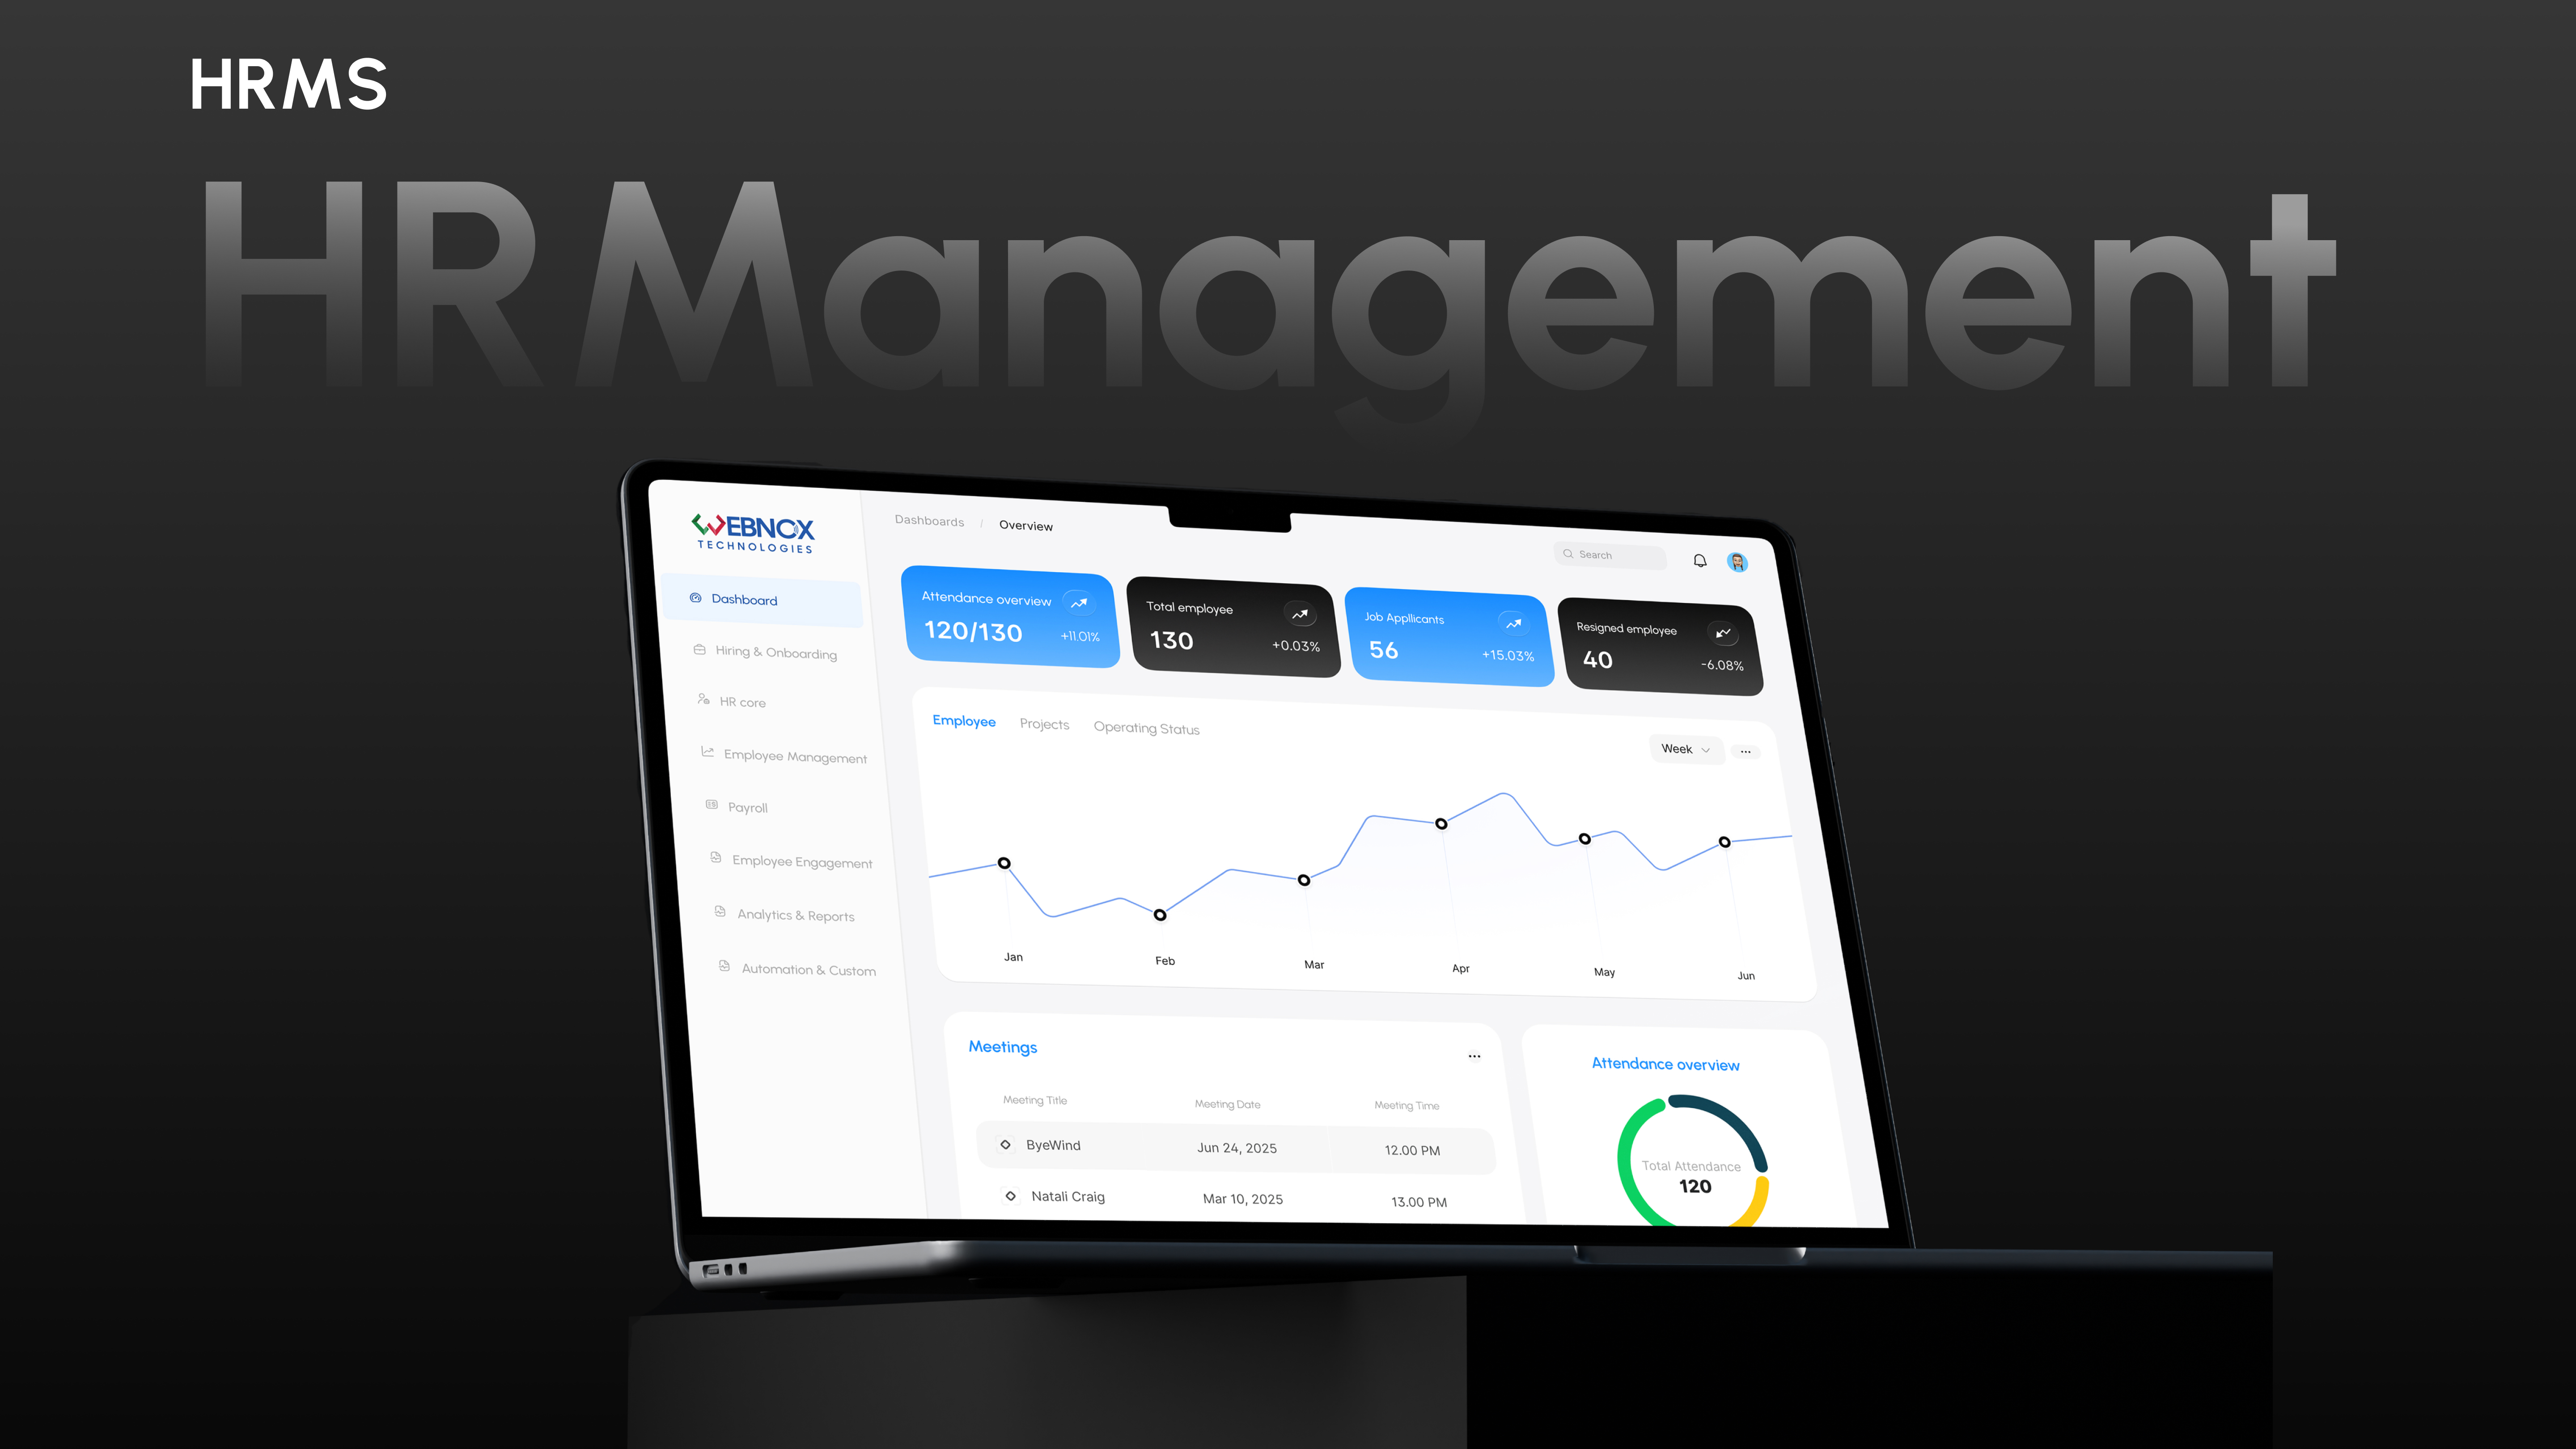 HRMS
HRManagement
WEBNOX
TECHNOLOGIES
Dashboard
Hiring & Onboarding
HR core
Employee Management
Payroll
Employee Engagement
Analytics & Reports
Automation & Custom
Dashboards / Overview
Search
Attendance overview
120/130 +11.01%
Total employee
130 +0.03%
Job Appllicants
56 +15.03%
Resigned employee
40 -6.08%
Employee Projects Operating Status
Week
Jan Feb Mar Apr May Jun
Meetings
Meeting Title Meeting Date Meeting Time
ByeWind Jun 24, 2025 12.00 PM
Natali Craig Mar 10, 2025 13.00 PM
Attendance overview
Total Attendance
120